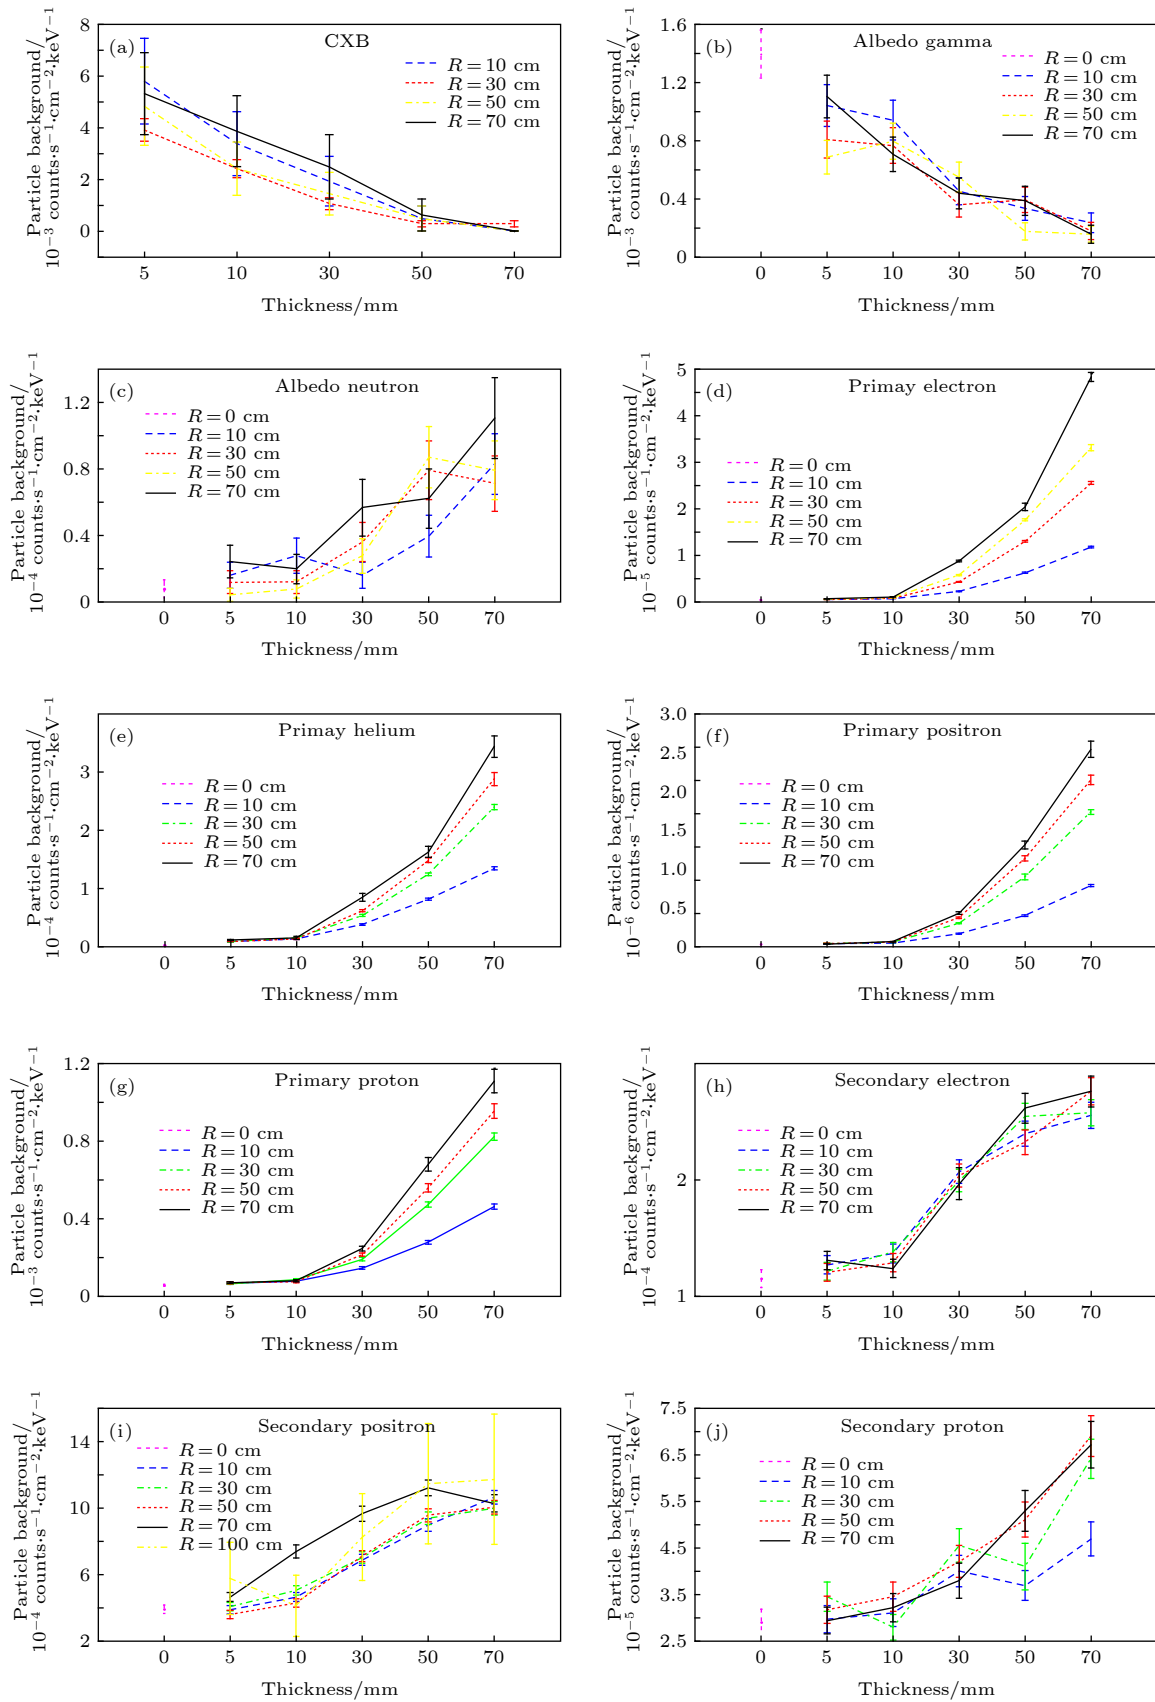 (a)
CXB
Particle background/
10⁻³ counts·s⁻¹·cm⁻²·keV⁻¹
8
6
4
2
0
R=10 cm
R=30 cm
R=50 cm
R=70 cm
5 10 30 50 70
Thickness/mm
(b)
Albedo gamma
Particle background/
10⁻³ counts·s⁻¹·cm⁻²·keV⁻¹
1.6
1.2
0.8
0.4
0
R=0 cm
R=10 cm
R=30 cm
R=50 cm
R=70 cm
0 5 10 30 50 70
Thickness/mm
(c)
Albedo neutron
Particle background/
10⁻⁴ counts·s⁻¹·cm⁻²·keV⁻¹
1.2
0.8
0.4
0
R=0 cm
R=10 cm
R=30 cm
R=50 cm
R=70 cm
0 5 10 30 50 70
Thickness/mm
(d)
Primay electron
Particle background/
10⁻⁵ counts·s⁻¹·cm⁻²·keV⁻¹
5
4
3
2
1
0
R=0 cm
R=10 cm
R=30 cm
R=50 cm
R=70 cm
0 5 10 30 50 70
Thickness/mm
(e)
Primay helium
Particle background/
10⁻⁴ counts·s⁻¹·cm⁻²·keV⁻¹
3
2
1
0
R=0 cm
R=10 cm
R=30 cm
R=50 cm
R=70 cm
0 5 10 30 50 70
Thickness/mm
(f)
Primary positron
Particle background/
10⁻⁶ counts·s⁻¹·cm⁻²·keV⁻¹
3.0
2.5
2.0
1.0
0.5
0
R=0 cm
R=10 cm
R=30 cm
R=50 cm
R=70 cm
0 5 10 30 50 70
Thickness/mm
(g)
Primary proton
Particle background/
10⁻³ counts·s⁻¹·cm⁻²·keV⁻¹
1.2
0.8
0.4
0
R=0 cm
R=10 cm
R=30 cm
R=50 cm
R=70 cm
0 5 10 30 50 70
Thickness/mm
(h)
Secondary electron
Particle background/
10⁻⁴ counts·s⁻¹·cm⁻²·keV⁻¹
2
1
R=0 cm
R=10 cm
R=30 cm
R=50 cm
R=70 cm
0 5 10 30 50 70
Thickness/mm
(i)
Secondary positron
Particle background/
10⁻⁴ counts·s⁻¹·cm⁻²·keV⁻¹
14
10
6
2
R=0 cm
R=10 cm
R=30 cm
R=50 cm
R=70 cm
R=100 cm
0 5 10 30 50 70
Thickness/mm
(j)
Secondary proton
Particle background/
10⁻⁵ counts·s⁻¹·cm⁻²·keV⁻¹
7.5
6.5
5.5
4.5
3.5
2.5
R=0 cm
R=10 cm
R=30 cm
R=50 cm
R=70 cm
0 5 10 30 50 70
Thickness/mm